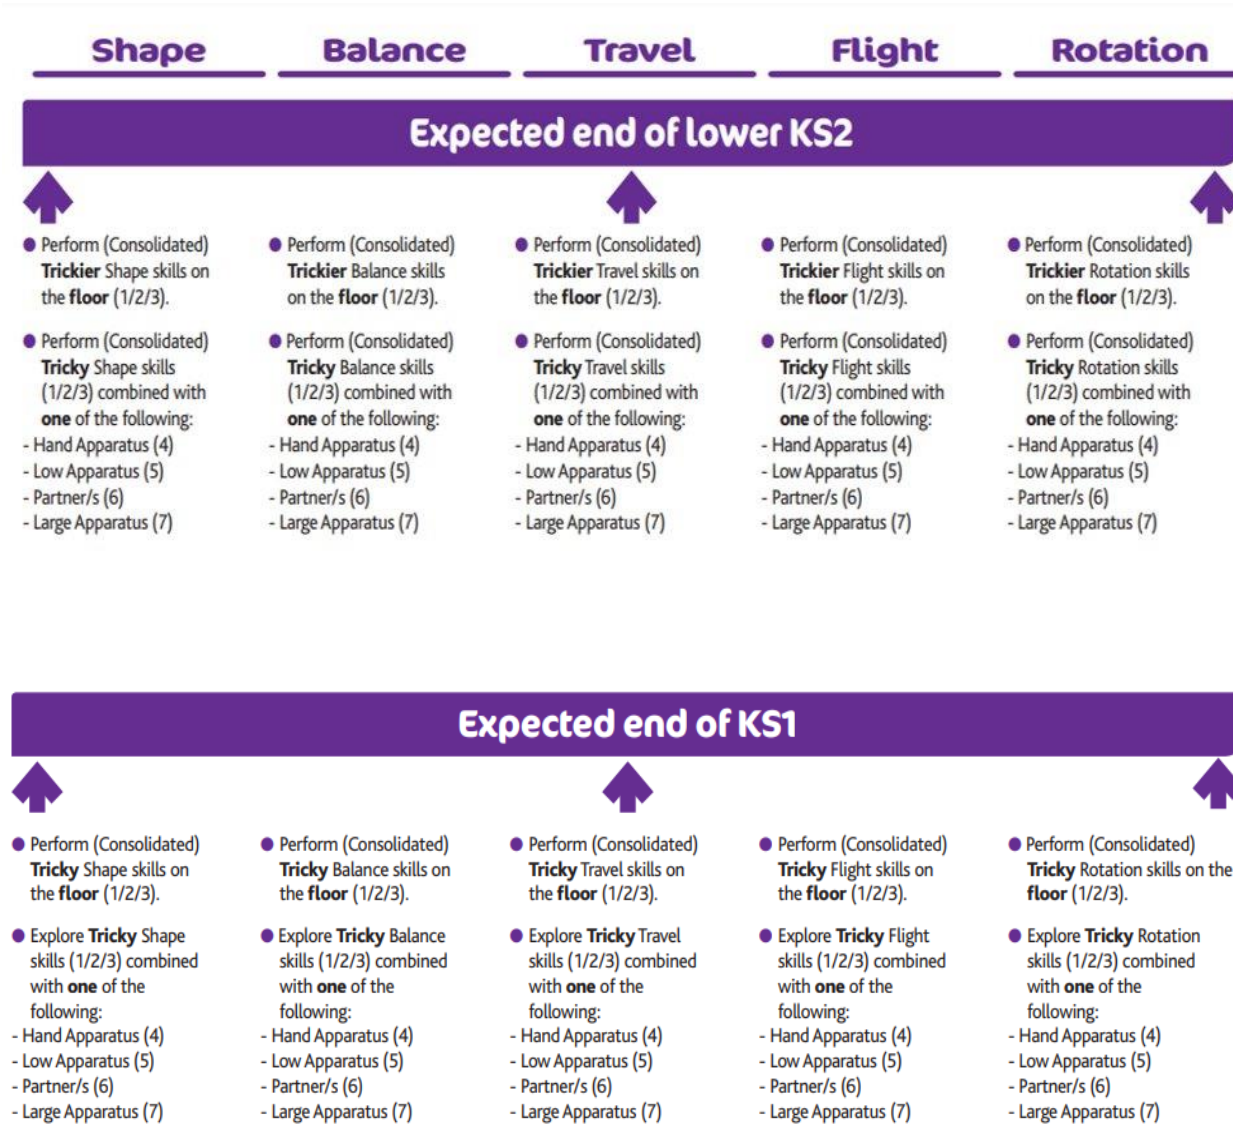 Shape
Balance
Travel
Flight
Rotation
Expected end of lower KS2
● Perform (Consolidated)
Trickier Shape skills on
the floor (1/2/3).
● Perform (Consolidated)
Tricky Shape skills
(1/2/3) combined with
one of the following:
- Hand Apparatus (4)
- Low Apparatus (5)
- Partner/s (6)
- Large Apparatus (7)
● Perform (Consolidated)
Trickier Balance skills
on the floor (1/2/3).
● Perform (Consolidated)
Tricky Balance skills
(1/2/3) combined with
one of the following:
- Hand Apparatus (4)
- Low Apparatus (5)
- Partner/s (6)
- Large Apparatus (7)
● Perform (Consolidated)
Trickier Travel skills on
the floor (1/2/3).
● Perform (Consolidated)
Tricky Travel skills
(1/2/3) combined with
one of the following:
- Hand Apparatus (4)
- Low Apparatus (5)
- Partner/s (6)
- Large Apparatus (7)
● Perform (Consolidated)
Trickier Flight skills on
the floor (1/2/3).
● Perform (Consolidated)
Tricky Flight skills
(1/2/3) combined with
one of the following:
- Hand Apparatus (4)
- Low Apparatus (5)
- Partner/s (6)
- Large Apparatus (7)
● Perform (Consolidated)
Trickier Rotation skills
on the floor (1/2/3).
● Perform (Consolidated)
Tricky Rotation skills
(1/2/3) combined with
one of the following:
- Hand Apparatus (4)
- Low Apparatus (5)
- Partner/s (6)
- Large Apparatus (7)
Expected end of KS1
● Perform (Consolidated)
Tricky Shape skills on
the floor (1/2/3).
● Explore Tricky Shape
skills (1/2/3) combined
with one of the
following:
- Hand Apparatus (4)
- Low Apparatus (5)
- Partner/s (6)
- Large Apparatus (7)
● Perform (Consolidated)
Tricky Balance skills on
the floor (1/2/3).
● Explore Tricky Balance
skills (1/2/3) combined
with one of the
following:
- Hand Apparatus (4)
- Low Apparatus (5)
- Partner/s (6)
- Large Apparatus (7)
● Perform (Consolidated)
Tricky Travel skills on
the floor (1/2/3).
● Explore Tricky Travel
skills (1/2/3) combined
with one of the
following:
- Hand Apparatus (4)
- Low Apparatus (5)
- Partner/s (6)
- Large Apparatus (7)
● Perform (Consolidated)
Tricky Flight skills on
the floor (1/2/3).
● Explore Tricky Flight
skills (1/2/3) combined
with one of the
following:
- Hand Apparatus (4)
- Low Apparatus (5)
- Partner/s (6)
- Large Apparatus (7)
● Perform (Consolidated)
Tricky Rotation skills on the
floor (1/2/3).
● Explore Tricky Rotation
skills (1/2/3) combined
with one of the
following:
- Hand Apparatus (4)
- Low Apparatus (5)
- Partner/s (6)
- Large Apparatus (7)